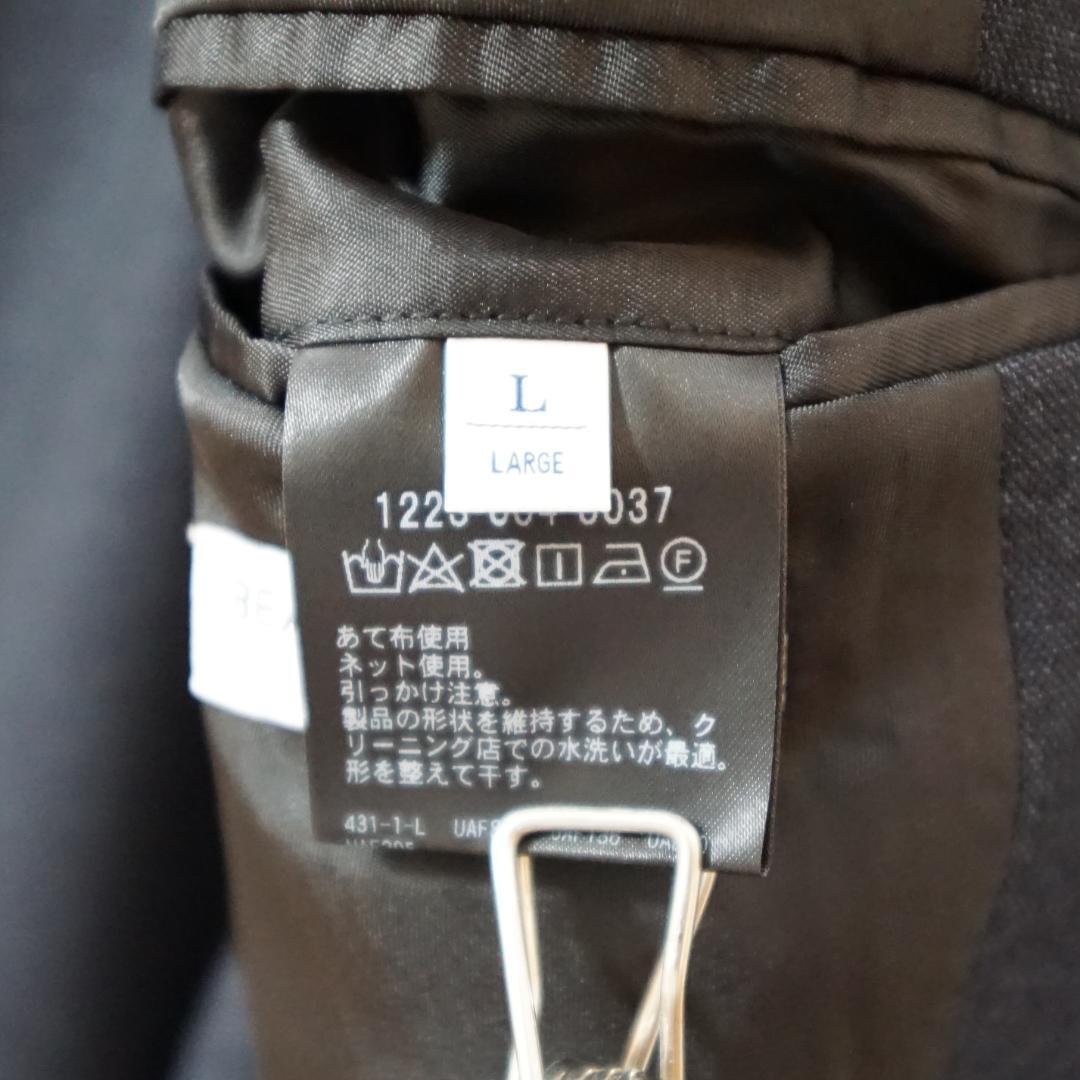 L
LARGE
0037
F
あて布使用
ネット使用。
引っかけ注意。
製品の形状を維持するため、ク
リーニング店での水洗いが最適。
形を整えて干す。
431-1-L